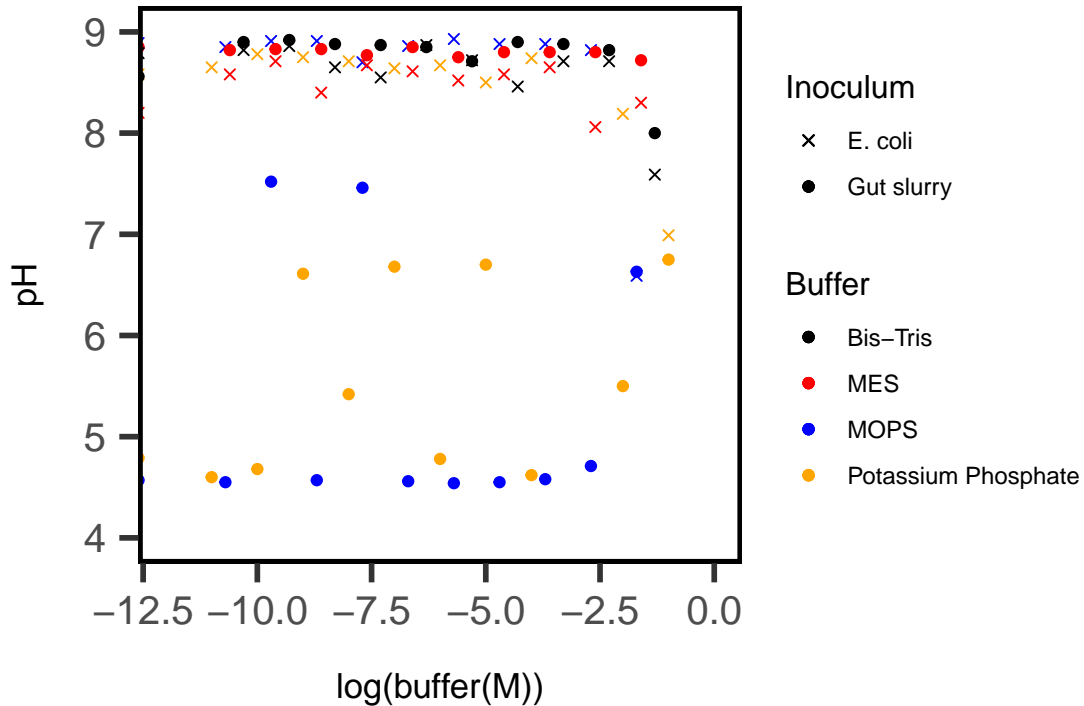 9
8
7
6
5
4
pH
−12.5 −10.0 −7.5 −5.0 −2.5 0.0
log(buffer(M))
Inoculum
E. coli
Gut slurry
Buffer
Bis−Tris
MES
MOPS
Potassium Phosphate